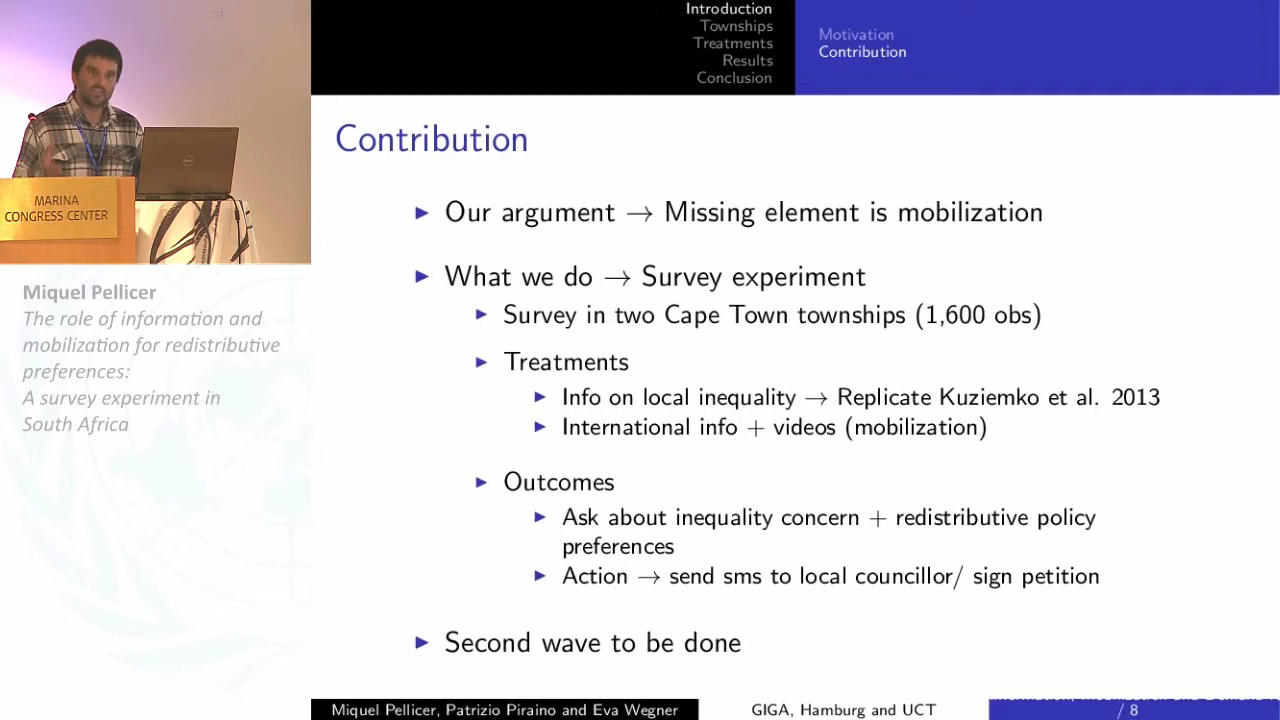 Introduction
Townships
Treatments
Results
Conclusion
Motivation
Contribution
MARINA
CONGRESS CENTER
Miquel Pellicer
The role of information and
mobilization for redistributive
preferences:
A survey experiment in
South Africa
Contribution
Our argument → Missing element is mobilization
What we do → Survey experiment
Survey in two Cape Town townships (1,600 obs)
Treatments
Info on local inequality → Replicate Kuziemko et al. 2013
International info + videos (mobilization)
Outcomes
Ask about inequality concern + redistributive policy
preferences
Action → send sms to local councillor/ sign petition
Second wave to be done
Miquel Pellicer, Patrizio Piraino and Eva Wegner
GIGA, Hamburg and UCT
/ 8